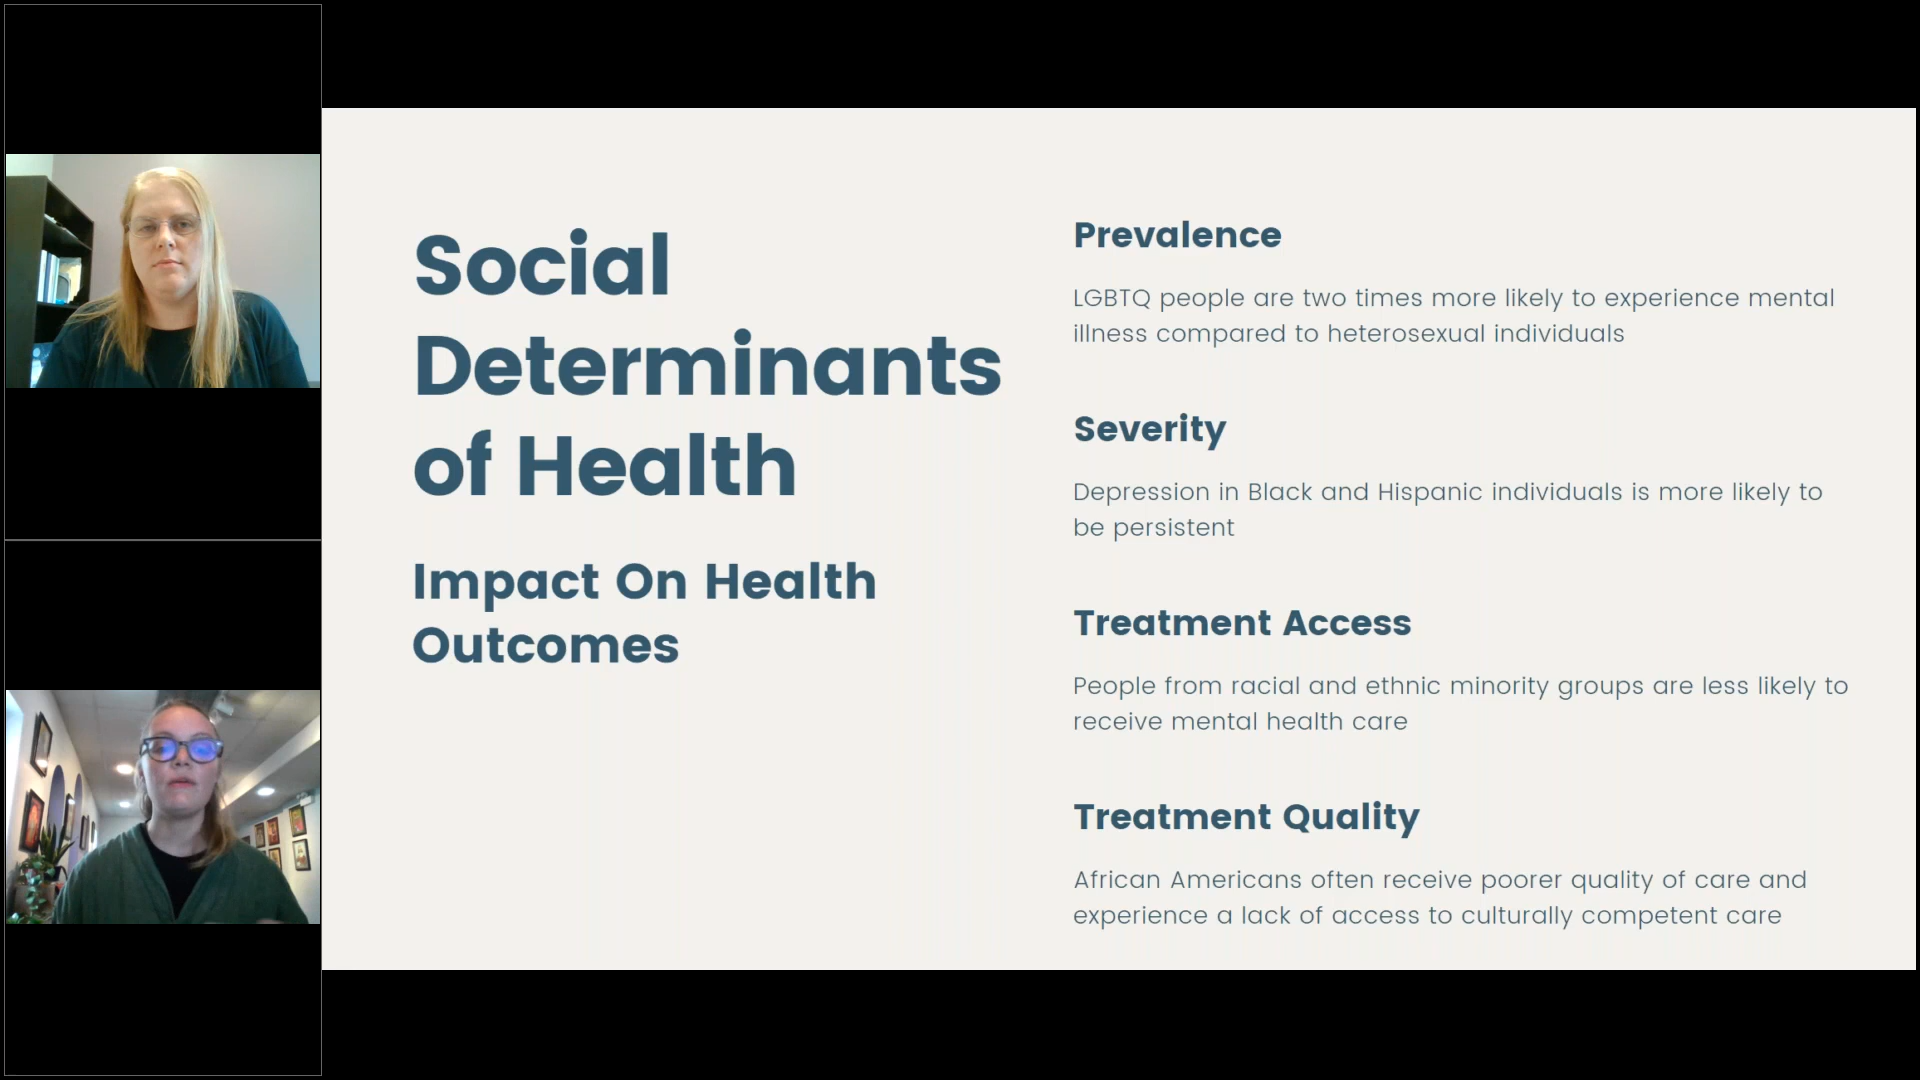 Social
Determinants
of Health
Impact On Health
Outcomes
Prevalence
LGBTQ people are two times more likely to experience mental
illness compared to heterosexual individuals
Severity
Depression in Black and Hispanic individuals is more likely to
be persistent
Treatment Access
People from racial and ethnic minority groups are less likely to
receive mental health care
Treatment Quality
African Americans often receive poorer quality of care and
experience a lack of access to culturally competent care